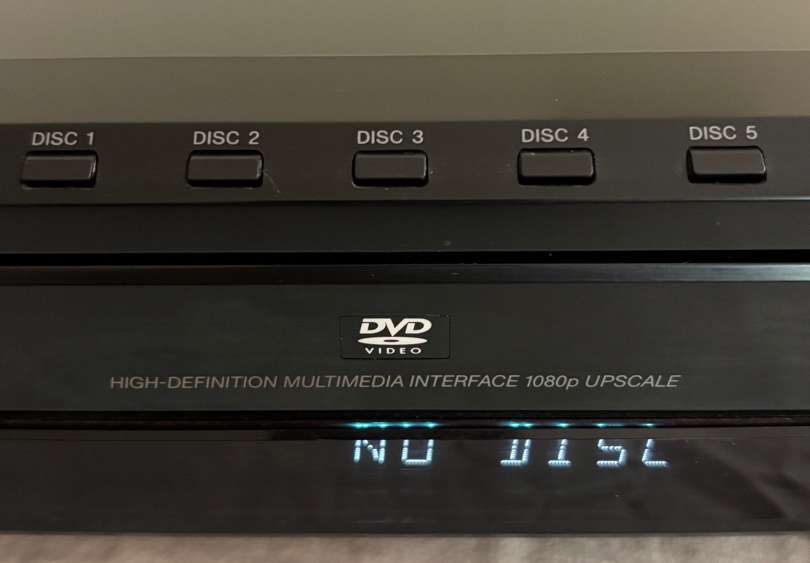 DISC 1 DISC 2 DISC 3 DISC 4 DISC 5
DVD
VIDEO
HIGH-DEFINITION MULTIMEDIA INTERFACE 1080p UPSCALE
NO DISC